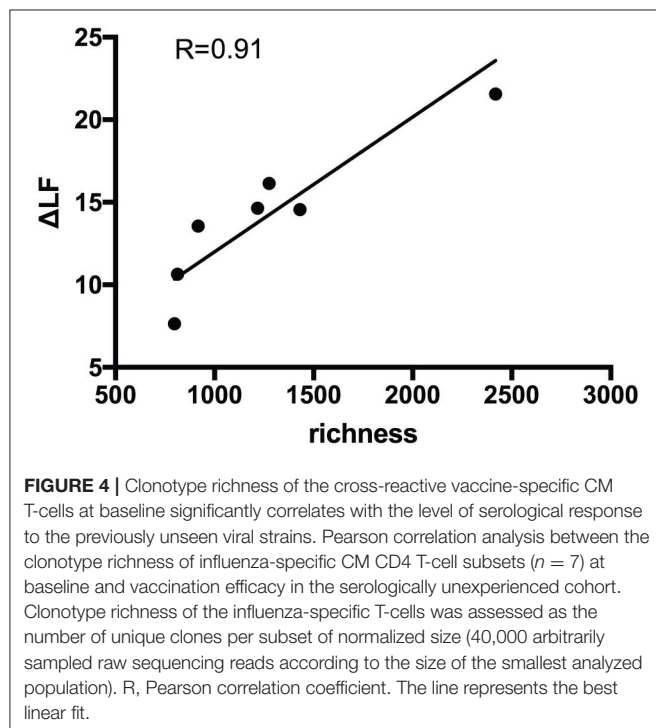 25
R=0.91
20
ΔLF
15
10
5
500 1000 1500 2000 2500 3000
richness
FIGURE 4 | Clonotype richness of the cross-reactive vaccine-specific CM
T-cells at baseline significantly correlates with the level of serological response
to the previously unseen viral strains. Pearson correlation analysis between the
clonotype richness of influenza-specific CM CD4 T-cell subsets (n = 7) at
baseline and vaccination efficacy in the serologically unexperienced cohort.
Clonotype richness of the influenza-specific T-cells was assessed as the
number of unique clones per subset of normalized size (40,000 arbitrarily
sampled raw sequencing reads according to the size of the smallest analyzed
population). R, Pearson correlation coefficient. The line represents the best
linear fit.